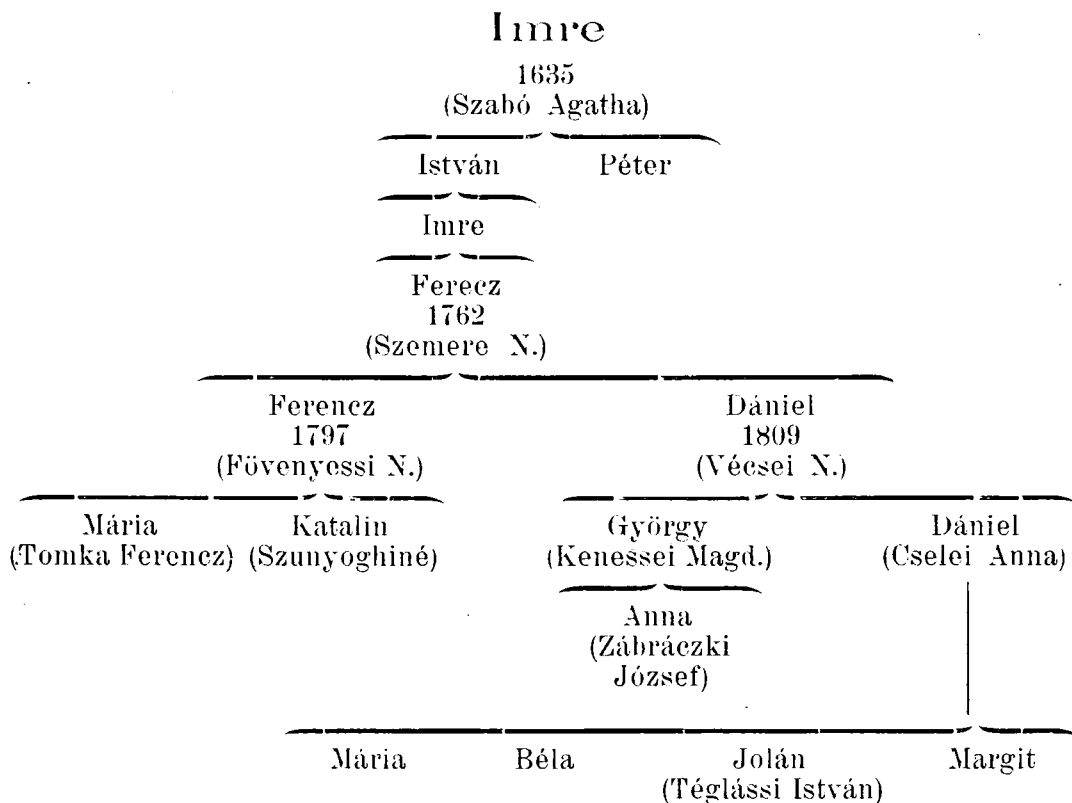 Imre
1635
(Szabó Agatha)
István Péter
Imre
Ferecz
1762
(Szemere N.)
Ferencz Dániel
1797 1809
(Fövenyessi N.) (Vécsei N.)
Mária Katalin György Dániel
(Tomka Ferencz) (Szunyoghiné) (Kenessei Magd.) (Cselei Anna)
Anna
(Zábráczki
József)
Mária Béla Jolán Margit
(Téglássi István)